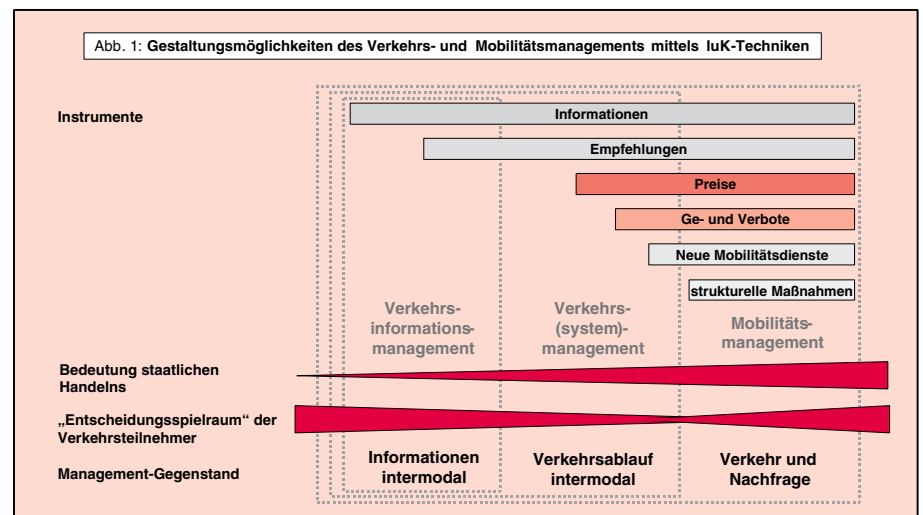 Abb. 1: Gestaltungsmöglichkeiten des Verkehrs- und Mobilitätsmanagements mittels IuK-Techniken
Instrumente
Informationen
Empfehlungen
Preise
Ge- und Verbote
Neue Mobilitätsdienste
strukturelle Maßnahmen
Verkehrs-
informations-
management
Verkehrs-
(system)-
management
Mobilitäts-
management
Bedeutung staatlichen
Handelns
„Entscheidungsspielraum“ der
Verkehrsteilnehmer
Management-Gegenstand
Informationen
intermodal
Verkehrsablauf
intermodal
Verkehr und
Nachfrage